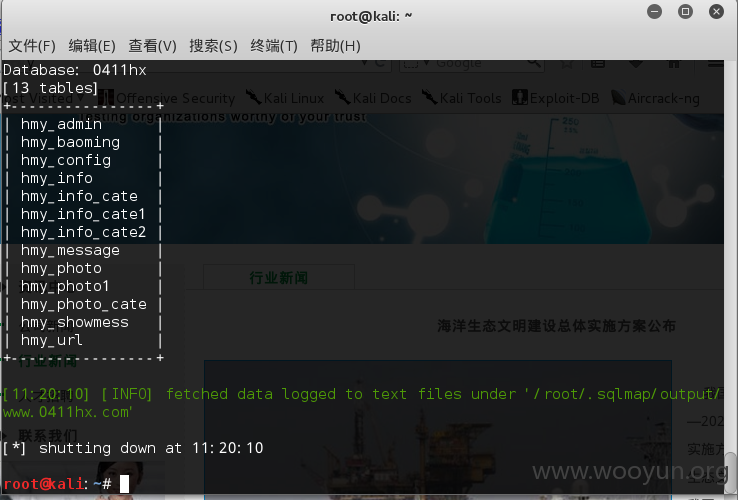 root@kali: ~
文件(F) 编辑(E) 查看(V) 搜索(S) 终端(T) 帮助(H)
Database: 0411hx
Google
[13 tables]
Most Visited Offensive Security Kali Linux Kali Docs Kali Tools Exploit-DB Aircrack-ng
+----------------+
lasting organizations worthy of your trust
| hmy_admin |
| hmy_baoming |
| hmy_config |
| hmy_info |
| hmy_info_cate |
| hmy_info_cate1 |
| hmy_info_cate2 |
| hmy_message |
| hmy_photo |
| hmy_photo1 |
行业新闻
| hmy_photo_cate |
| hmy_showmess |
海洋生态文明建设总体实施方案公布
| hmy_url |
+----------------+
行业新闻
[11:20:10] [INFO] fetched data logged to text files under '/root/.sqlmap/output/
www.0411hx.com'
联系我们
[*] shutting down at 11:20:10
实施方
root@kali:~#
www.wooyun.org